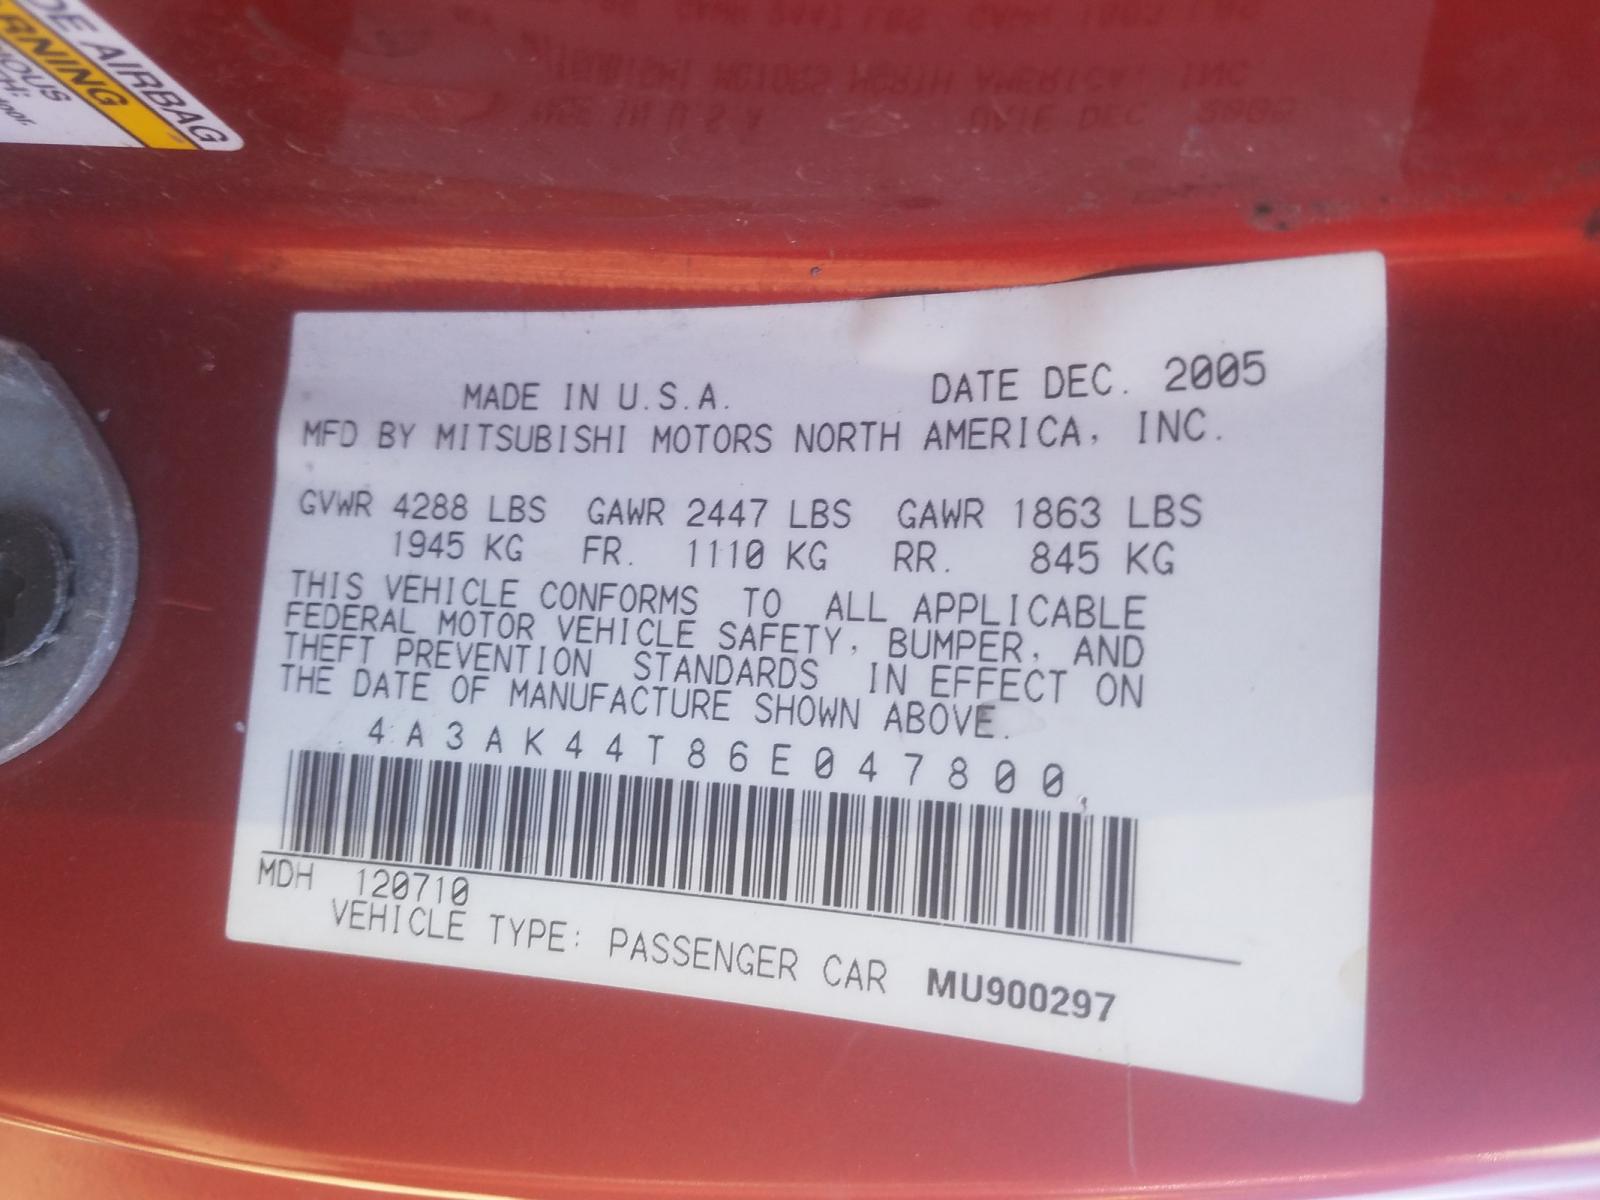 DE AIRBAG
RNING
MADE IN U.S.A. DATE DEC. 2005
MFD BY MITSUBISHI MOTORS NORTH AMERICA, INC.
GVWR 4288 LBS GAWR 2447 LBS GAWR 1863 LBS
1945 KG FR. 1110 KG RR. 845 KG
THIS VEHICLE CONFORMS TO ALL APPLICABLE
FEDERAL MOTOR VEHICLE SAFETY, BUMPER, AND
THEFT PREVENTION STANDARDS IN EFFECT ON
THE DATE OF MANUFACTURE SHOWN ABOVE.
4A3AK44T86E047800
MDH 120710
VEHICLE TYPE: PASSENGER CAR MU900297